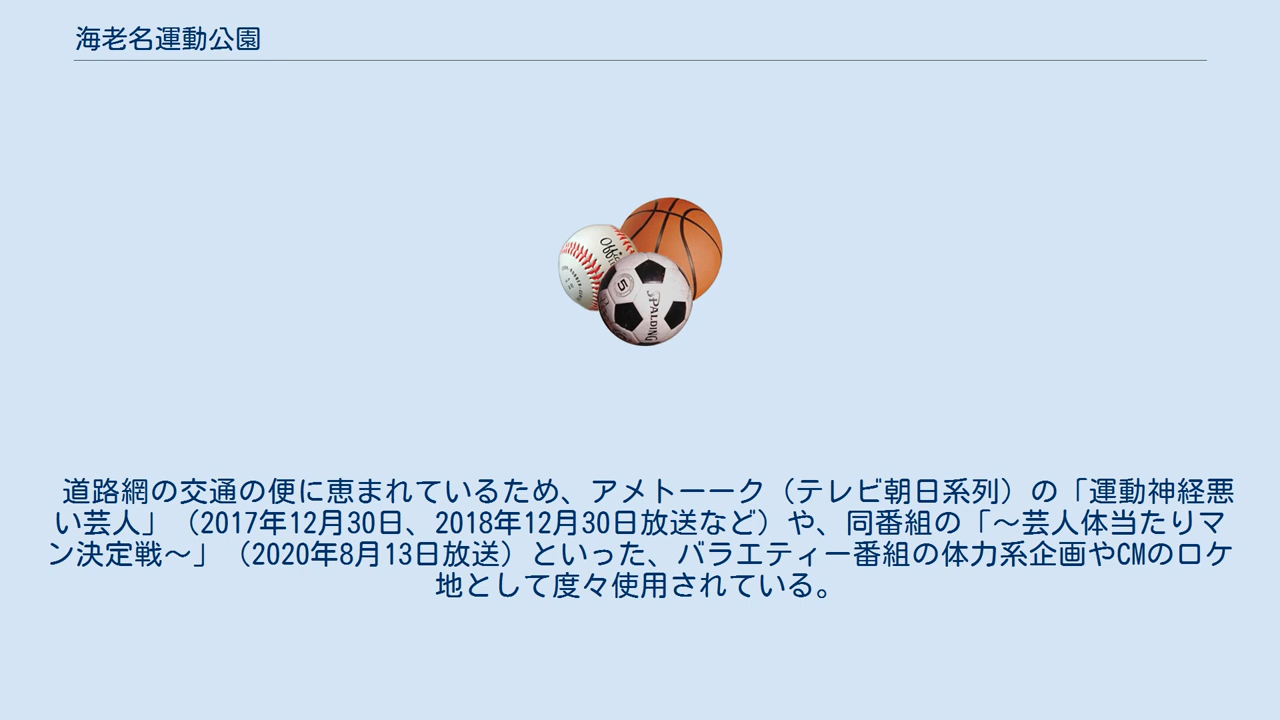 海老名運動公園
Offi
5
SPALDING
道路網の交通の便に恵まれているため、アメトーーク（テレビ朝日系列）の「運動神経悪
い芸人」（2017年12月30日、2018年12月30日放送など）や、同番組の「～芸人体当たりマ
ン決定戦～」（2020年8月13日放送）といった、バラエティー番組の体力系企画やCMのロケ
地として度々使用されている。